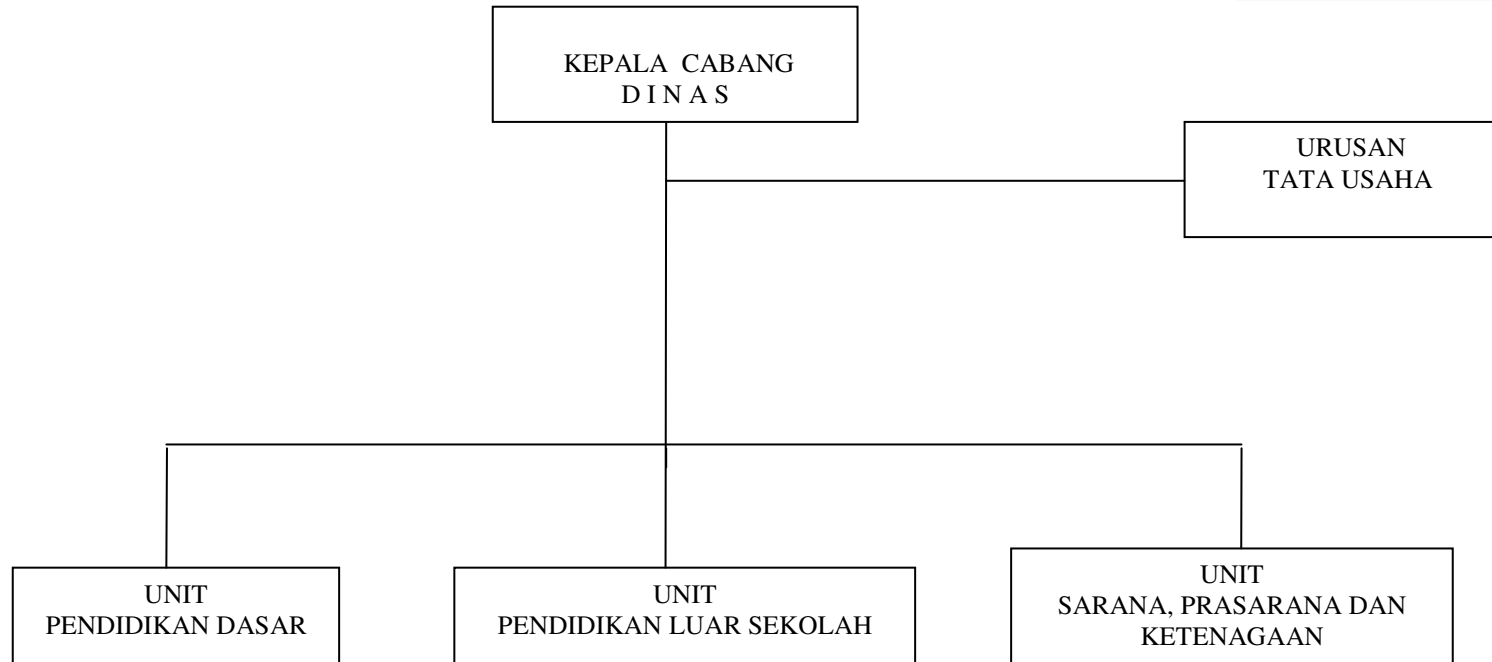 KEPALA CABANG
D I N A S
URUSAN
TATA USAHA
UNIT
PENDIDIKAN DASAR
UNIT
PENDIDIKAN LUAR SEKOLAH
UNIT
SARANA, PRASARANA DAN
KETENAGAAN